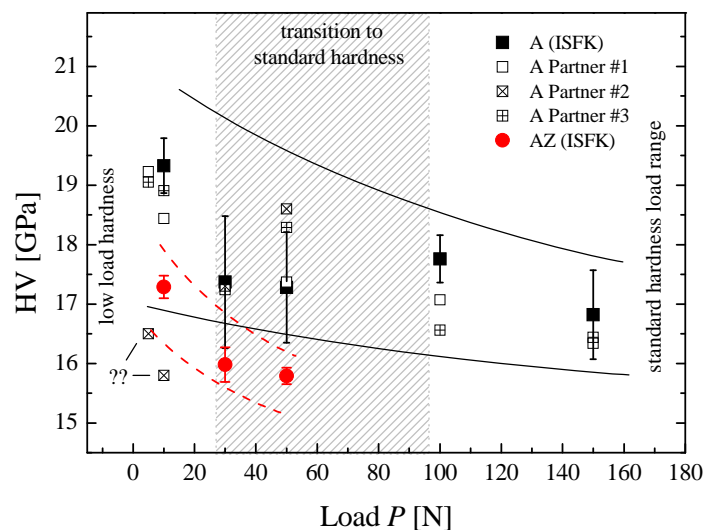 transition to
standard hardness
A (ISFK)
A Partner #1
A Partner #2
A Partner #3
AZ (ISFK)
21
20
19
18
17
16
15
HV [GPa]
low load hardness
??
standard hardness load range
0 20 40 60 80 100 120 140 160 180
Load P [N]